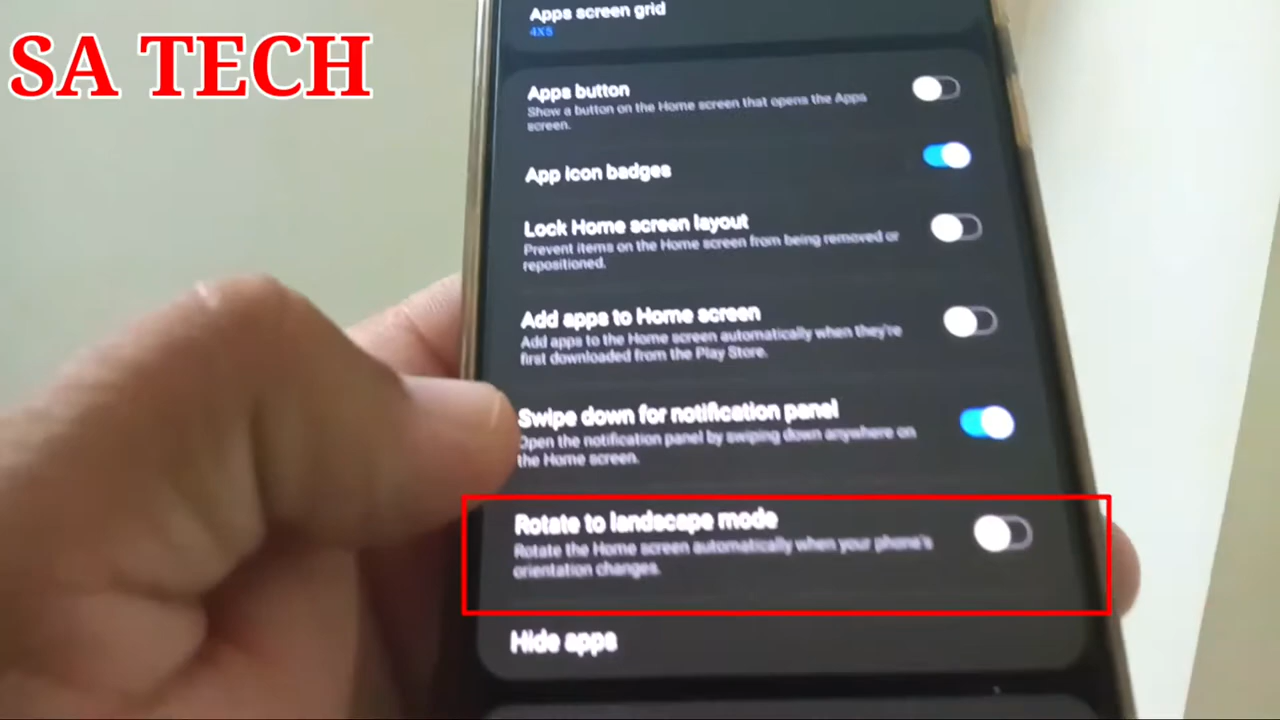 SA TECH
Apps screen grid
4X5
Apps button
Show a button on the Home screen that opens the Apps
screen.
App icon badges
Lock Home screen layout
Prevent items on the Home screen from being removed or
repositioned.
Add apps to Home screen
Add apps to the Home screen automatically when they're
first downloaded from the Play Store.
Swipe down for notification panel
Open the notification panel by swiping down anywhere on
the Home screen.
Rotate to landscape mode
Rotate the Home screen automatically when your phone's
orientation changes.
Hide apps